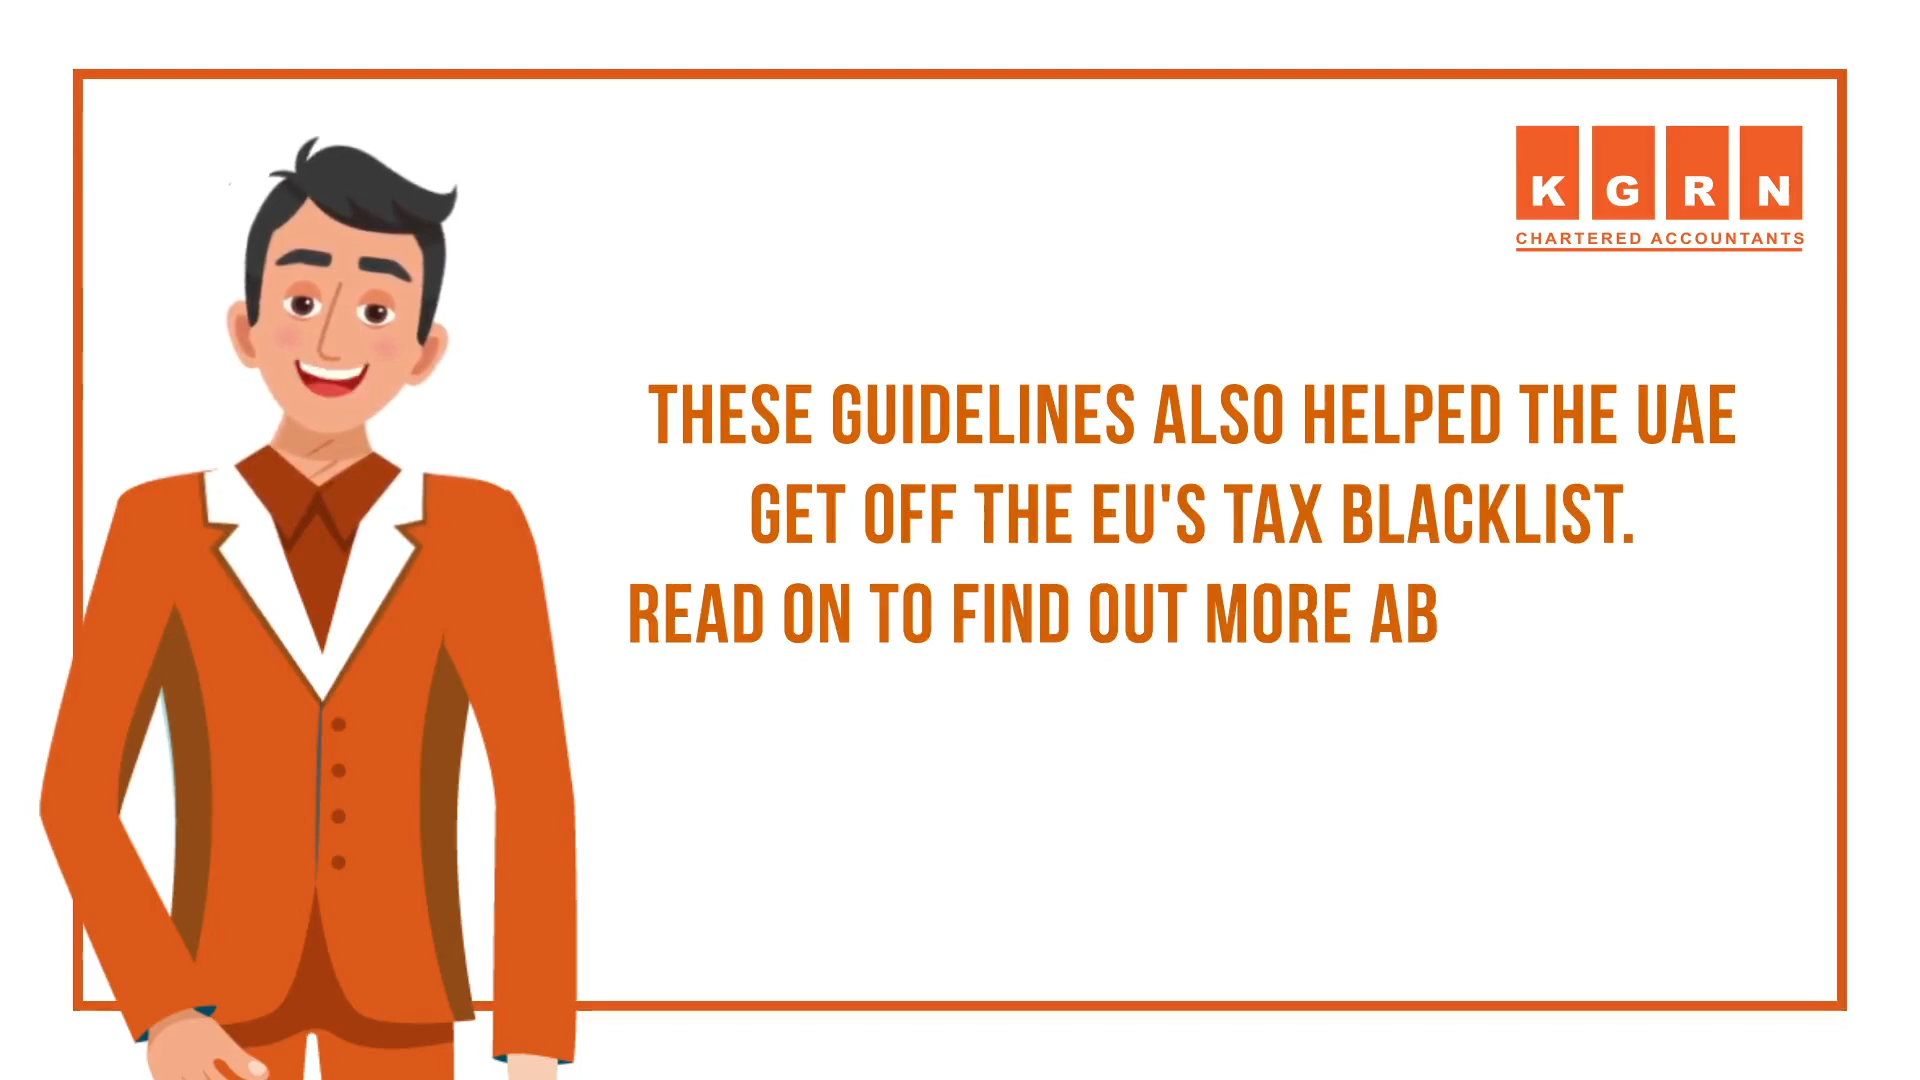 KGRN
CHARTERED ACCOUNTANTS
THESE GUIDELINES ALSO HELPED THE UAE
GET OFF THE EU'S TAX BLACKLIST.
READ ON TO FIND OUT MORE AB